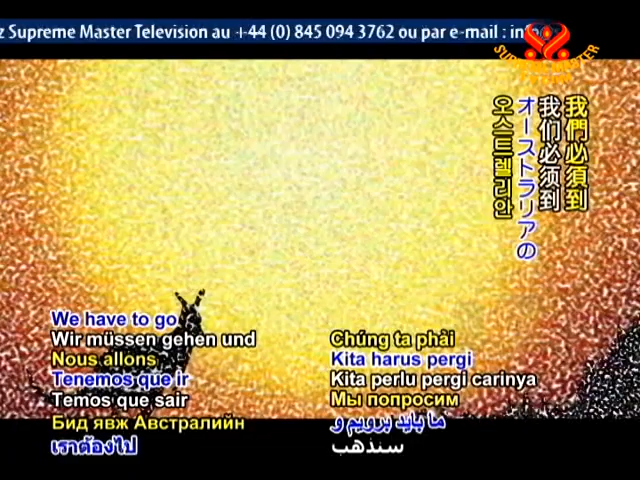 z Supreme Master Television au +44 (0) 845 094 3762 ou par e-mail : info@
我們必須到
我们必须到
オーストラリアの
오스트렐리안
We have to go
Wir müssen gehen und
Nous allons
Tenemos que ir
Temos que sair
Бид явж Австралийн
เราต้องไป
Chúng ta phải
Kita harus pergi
Kita perlu pergi carinya
Мы попросим
ما باید برویم و
سنذهب